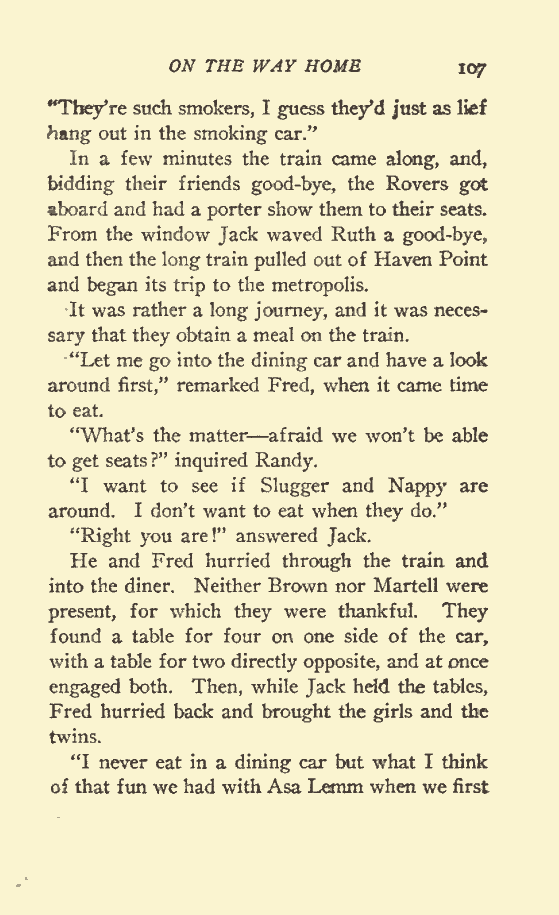 ON THE WAY HOME 107
"They're such smokers, I guess they'd just as lief
hang out in the smoking car."
In a few minutes the train came along, and,
bidding their friends good-bye, the Rovers got
aboard and had a porter show them to their seats.
From the window Jack waved Ruth a good-bye,
and then the long train pulled out of Haven Point
and began its trip to the metropolis.
It was rather a long journey, and it was neces-
sary that they obtain a meal on the train.
"Let me go into the dining car and have a look
around first," remarked Fred, when it came time
to eat.
"What's the matter—afraid we won't be able
to get seats?" inquired Randy.
"I want to see if Slugger and Nappy are
around. I don't want to eat when they do."
"Right you are!" answered Jack.
He and Fred hurried through the train and
into the diner. Neither Brown nor Martell were
present, for which they were thankful. They
found a table for four on one side of the car,
with a table for two directly opposite, and at once
engaged both. Then, while Jack held the tables,
Fred hurried back and brought the girls and the
twins.
"I never eat in a dining car but what I think
of that fun we had with Asa Lemm when we first